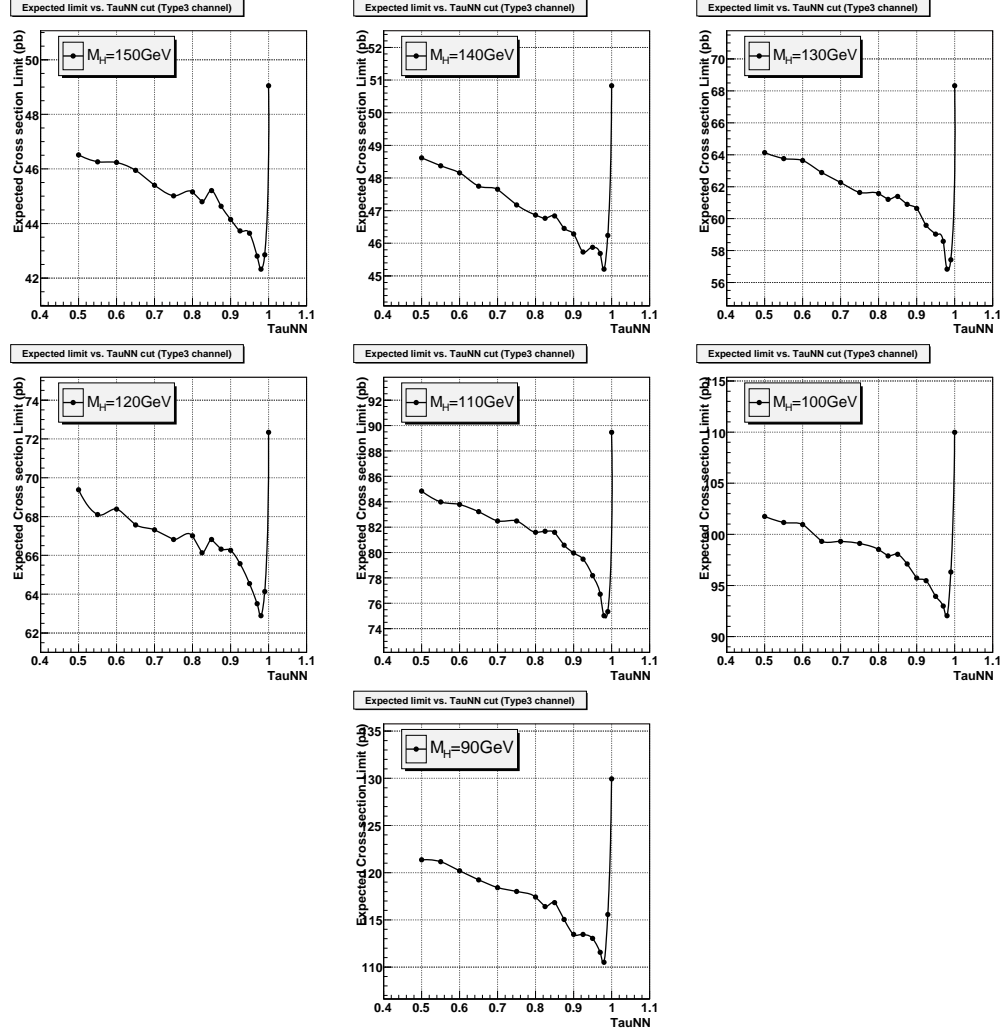 Expected limit vs. TauNN cut (Type3 channel)
Expected Cross section Limit (pb)
M_H=150GeV
50
48
46
44
42
0.4 0.5 0.6 0.7 0.8 0.9 1 1.1
TauNN
Expected limit vs. TauNN cut (Type3 channel)
Expected Cross section Limit (pb)
M_H=140GeV
52
51
50
49
48
47
46
45
0.4 0.5 0.6 0.7 0.8 0.9 1 1.1
TauNN
Expected limit vs. TauNN cut (Type3 channel)
Expected Cross section Limit (pb)
M_H=130GeV
70
68
66
64
62
60
58
56
0.4 0.5 0.6 0.7 0.8 0.9 1 1.1
TauNN
Expected limit vs. TauNN cut (Type3 channel)
Expected Cross section Limit (pb)
M_H=120GeV
74
72
70
68
66
64
62
0.4 0.5 0.6 0.7 0.8 0.9 1 1.1
TauNN
Expected limit vs. TauNN cut (Type3 channel)
Expected Cross section Limit (pb)
M_H=110GeV
92
90
88
86
84
82
80
78
76
74
0.4 0.5 0.6 0.7 0.8 0.9 1 1.1
TauNN
Expected limit vs. TauNN cut (Type3 channel)
Expected Cross section Limit (pb)
M_H=100GeV
115
110
105
100
95
90
0.4 0.5 0.6 0.7 0.8 0.9 1 1.1
TauNN
Expected limit vs. TauNN cut (Type3 channel)
Expected Cross section Limit (pb)
M_H=90GeV
135
130
125
120
115
110
0.4 0.5 0.6 0.7 0.8 0.9 1 1.1
TauNN